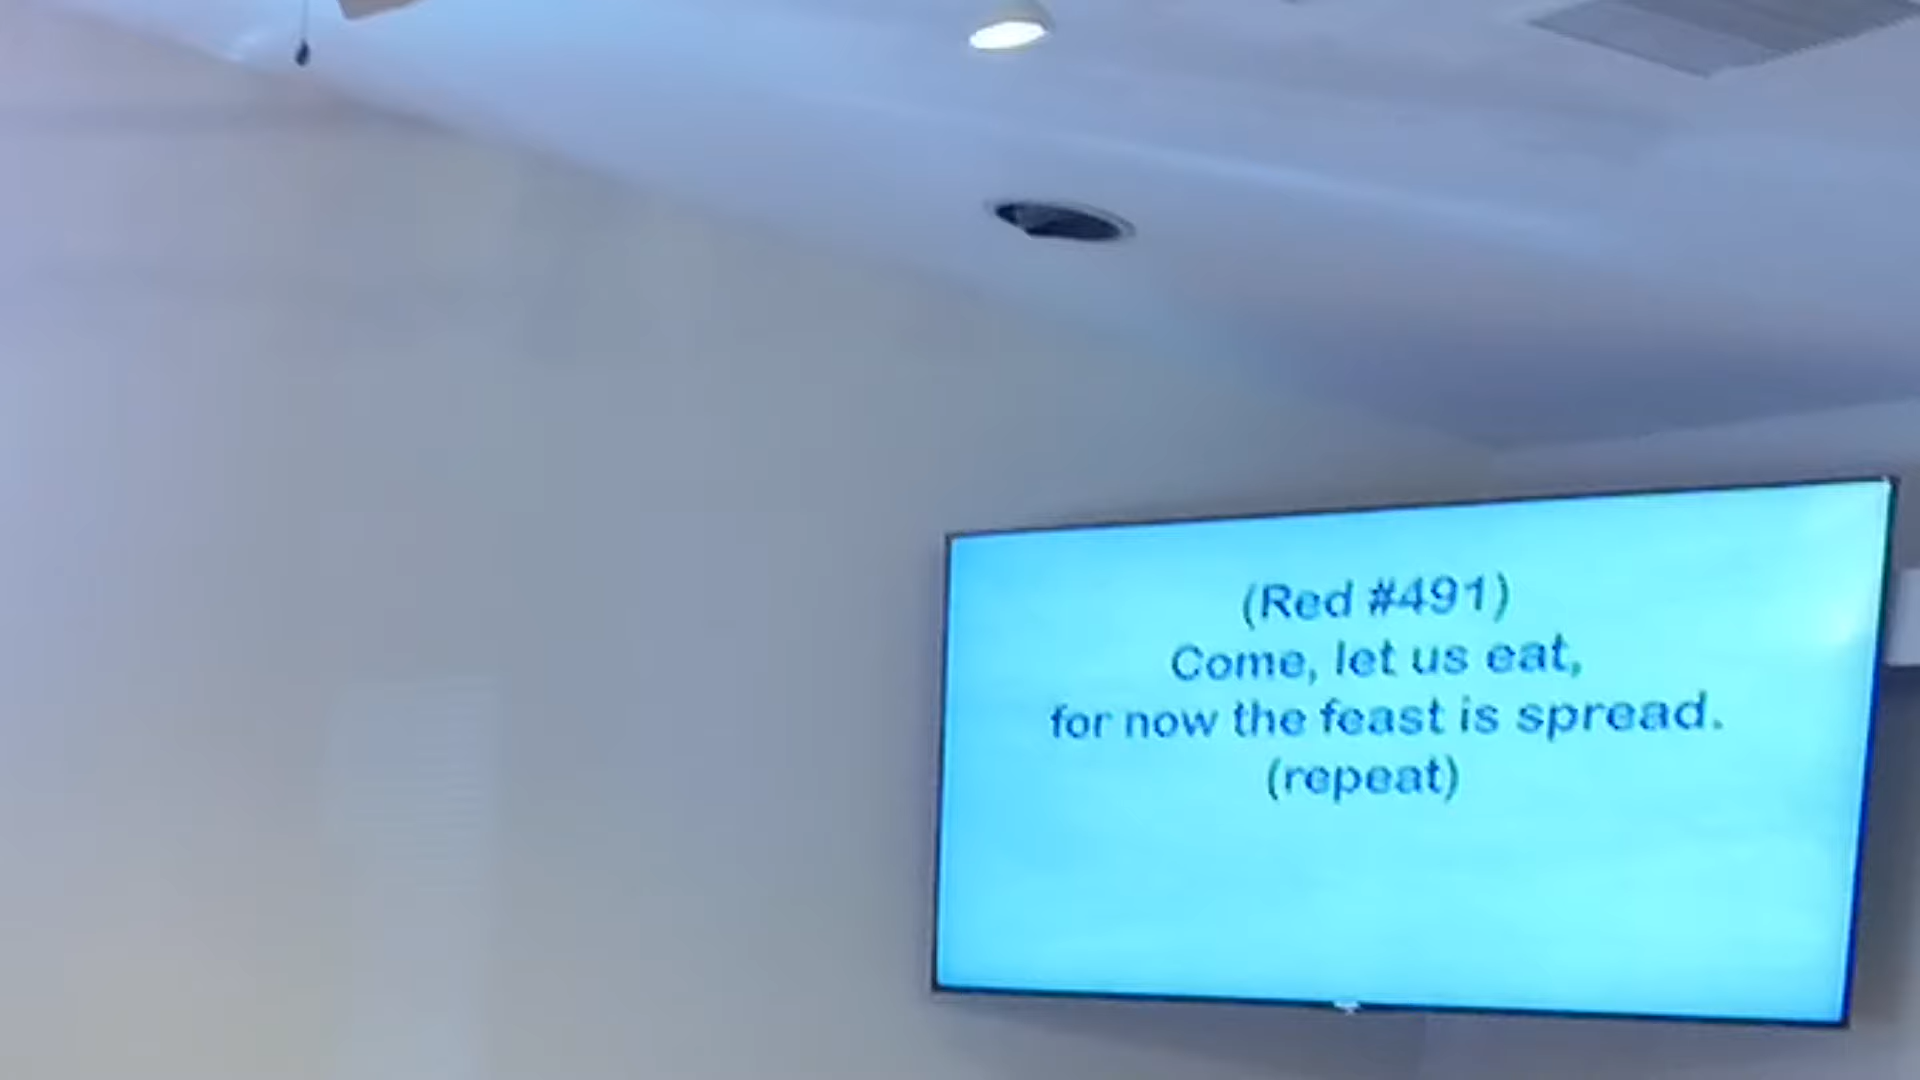 (Red #491)
Come, let us eat,
for now the feast is spread.
(repeat)